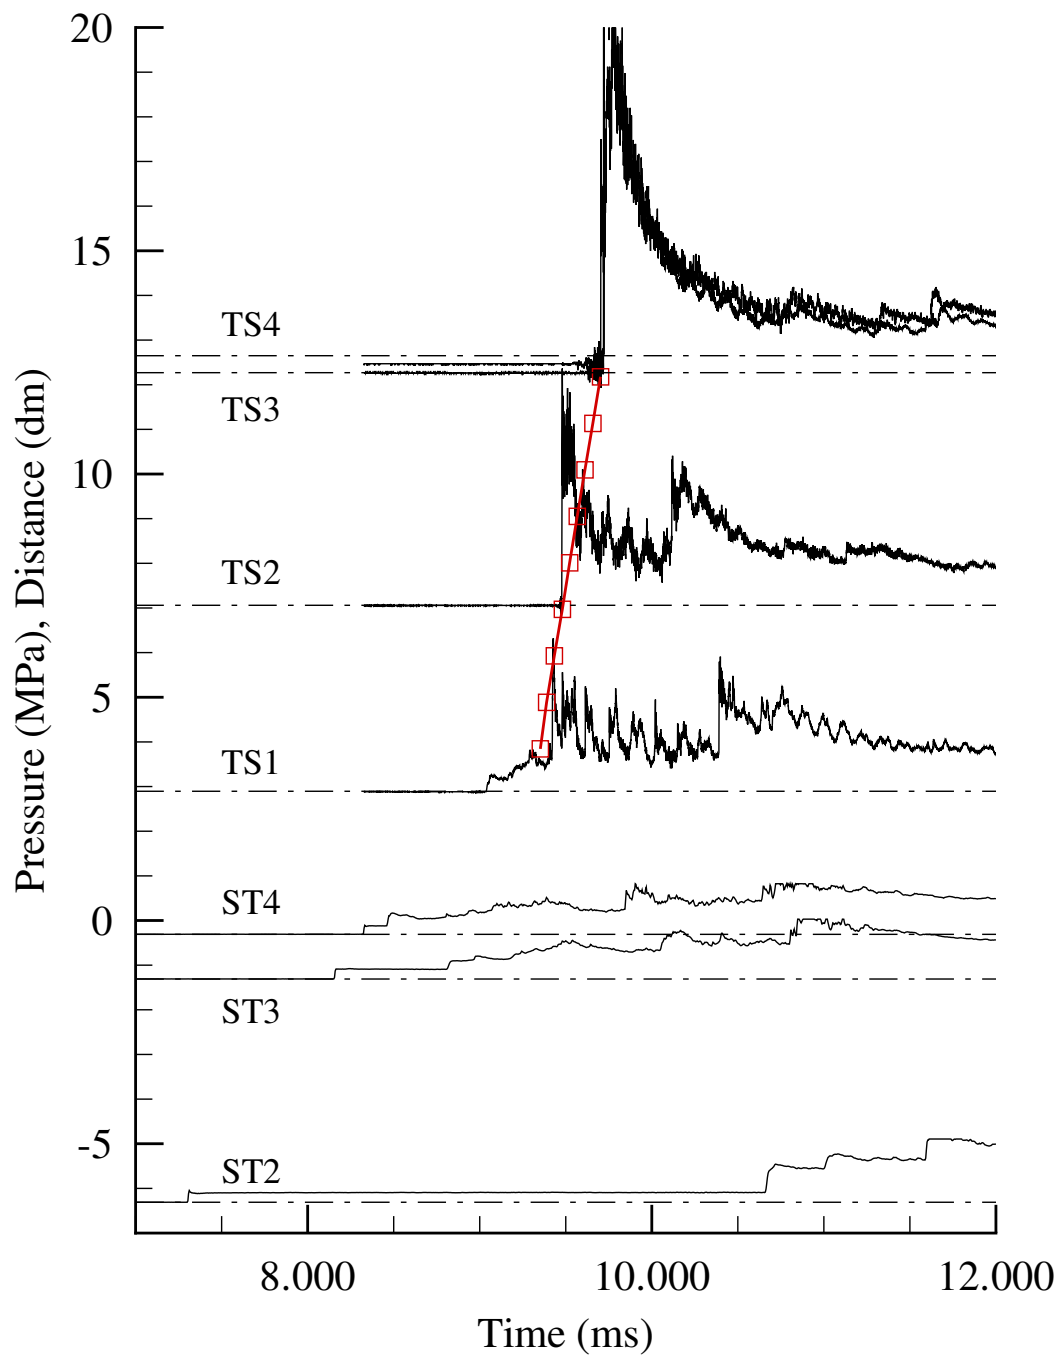 20
15
TS4
TS3
10
TS2
5
TS1
ST4
0
ST3
-5
ST2
8.000 10.000 12.000
Time (ms)
Pressure (MPa), Distance (dm)